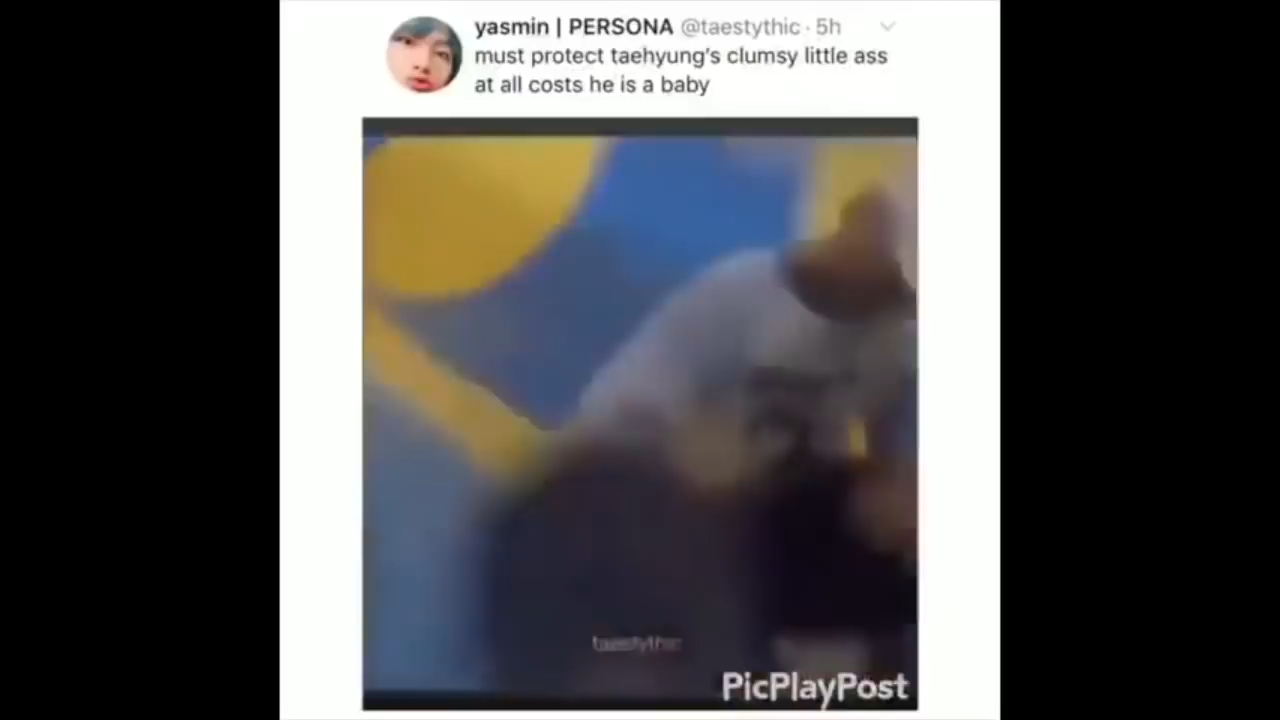 yasmin | PERSONA @taestythic · 5h
must protect taehyung's clumsy little ass
at all costs he is a baby
taestythic
PicPlayPost